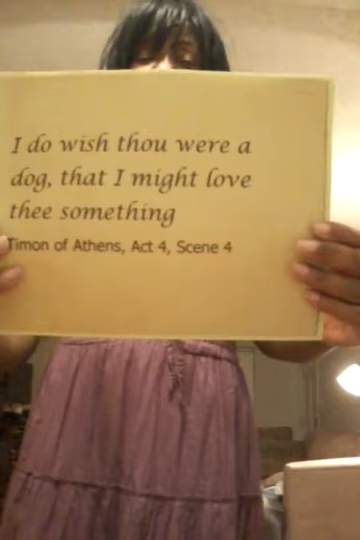 I do wish thou were a
dog, that I might love
thee something
Timon of Athens, Act 4, Scene 4